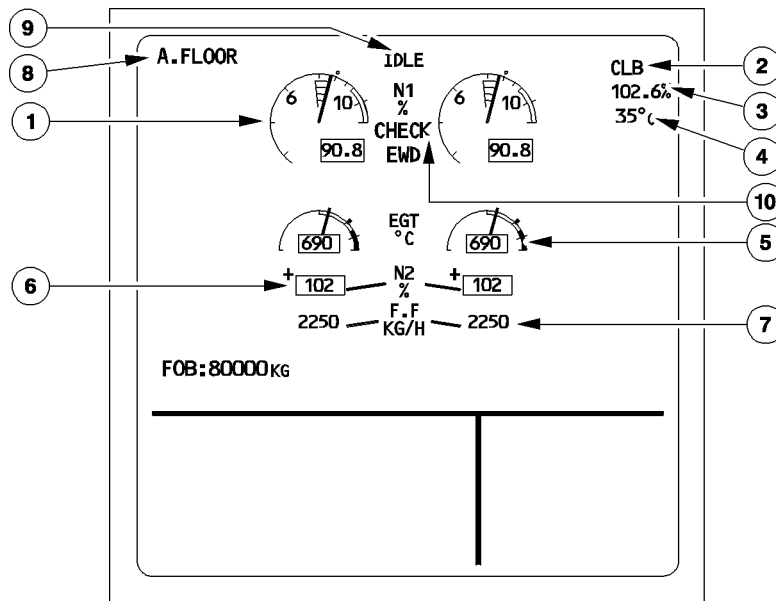 9
8
A.FLOOR
IDLE
2
CLB
3
102.6%
4
35°C
1
6
10
N1
%
6
10
CHECK
90.8
EWD
90.8
10
EGT
°C
690
690
5
6
+ 102
N2
%
+ 102
2250
F.F
KG/H
2250
7
FOB:80000KG